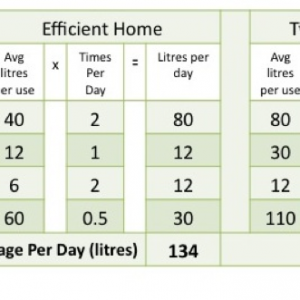 Efficient Home
Avg litres per use x Times Per Day = Litres per day Avg litres per use
40 2 80 80
12 1 12 30
6 2 12 12
60 0.5 30 110
age Per Day (litres) 134